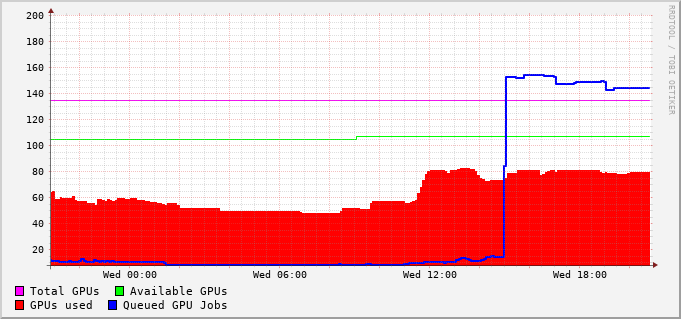 200
180
160
140
120
100
80
60
40
20
Wed 00:00 Wed 06:00 Wed 12:00 Wed 18:00
Total GPUs Available GPUs
GPUs used Queued GPU Jobs
RRDTOOL / TOBI OETIKER